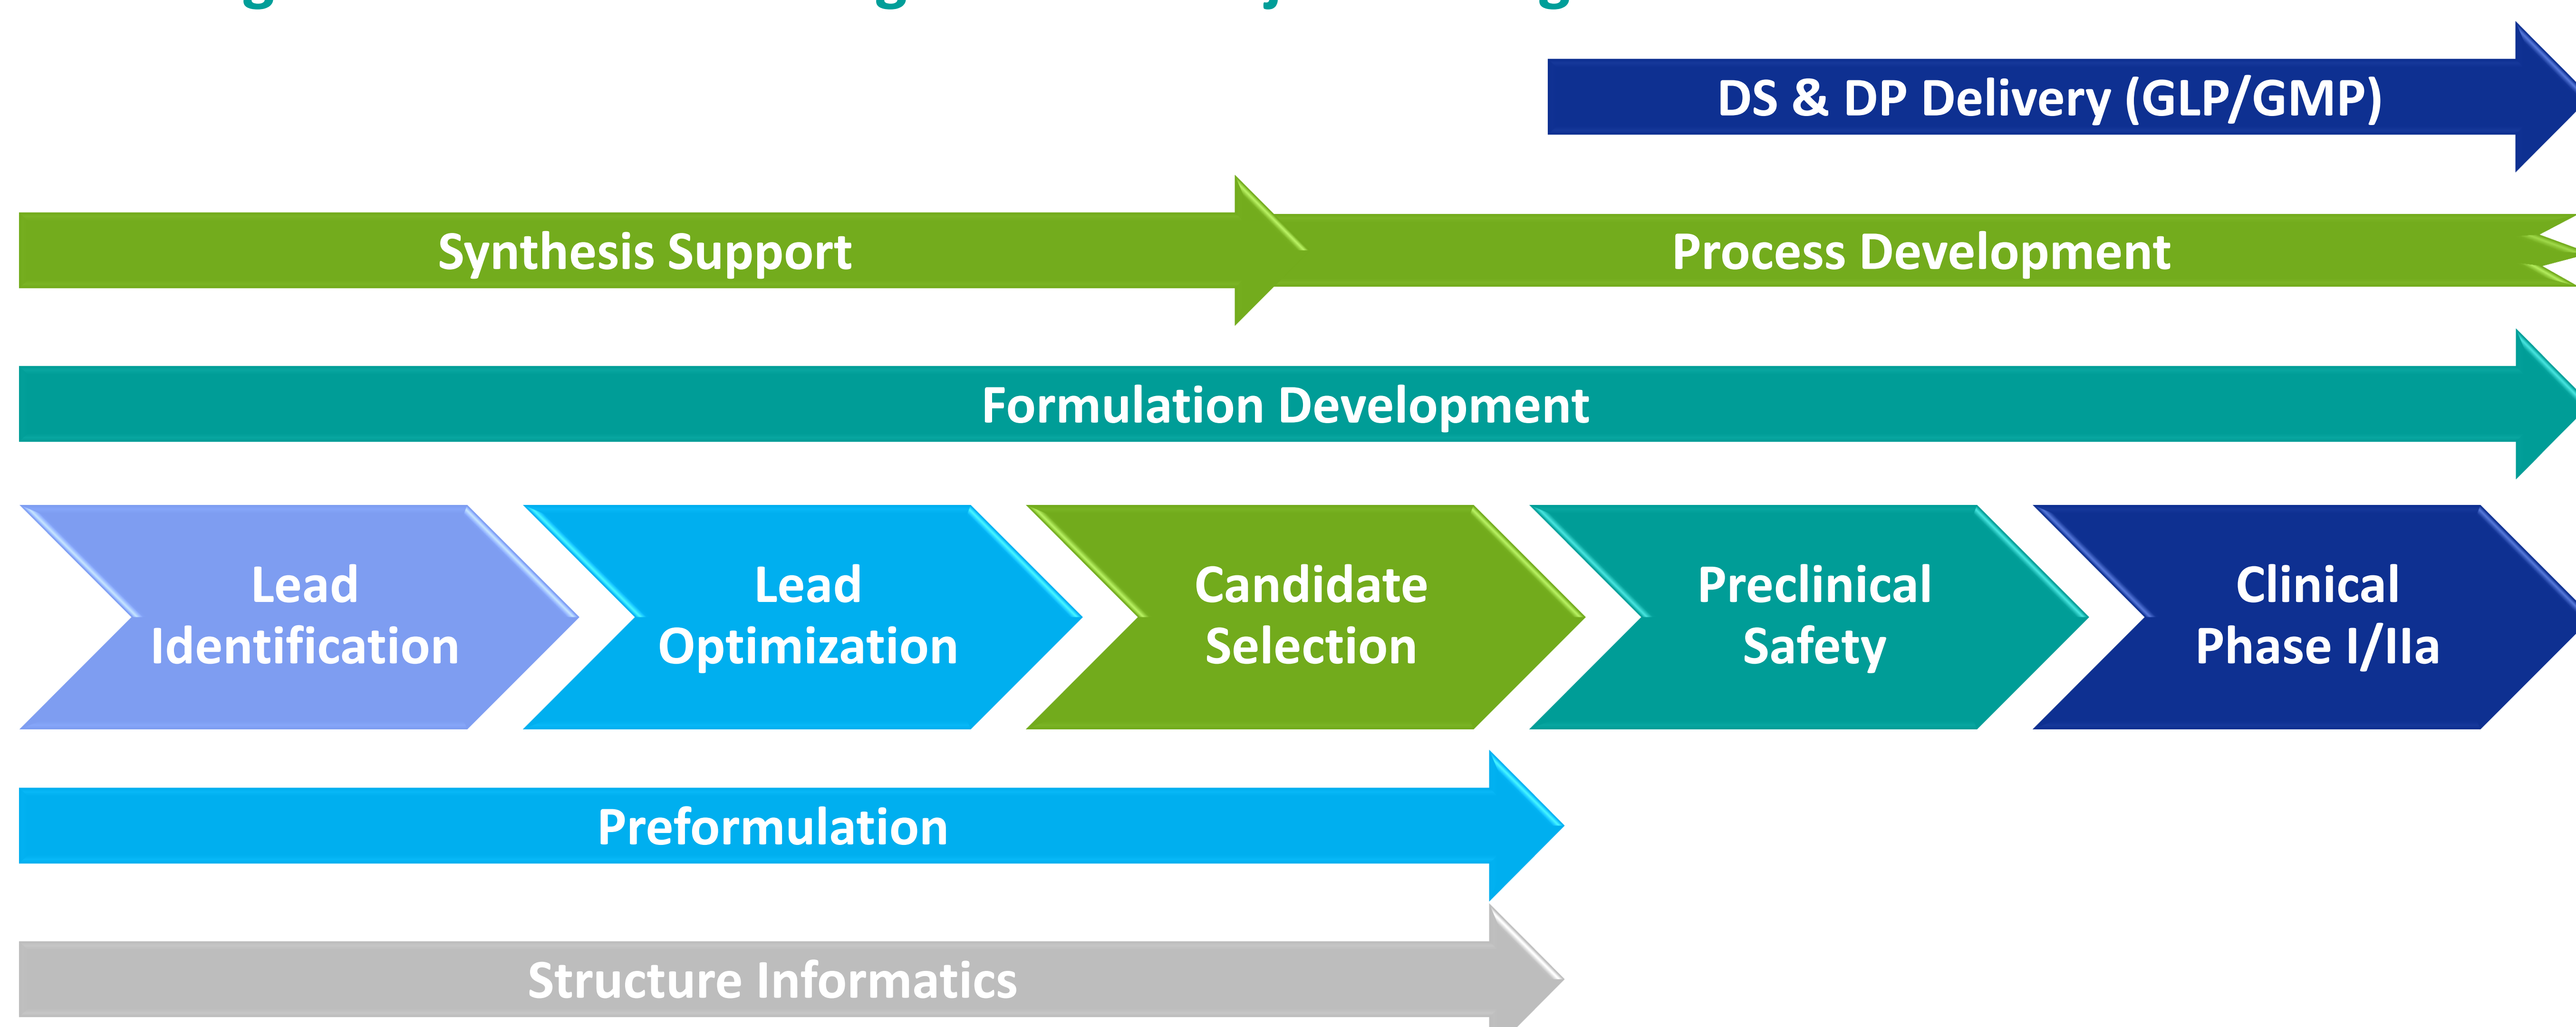 DS & DP Delivery (GLP/GMP)
Synthesis Support
Process Development
Formulation Development
Lead
Identification
Lead
Optimization
Candidate
Selection
Preclinical
Safety
Clinical
Phase I/IIa
Preformulation
Structure Informatics